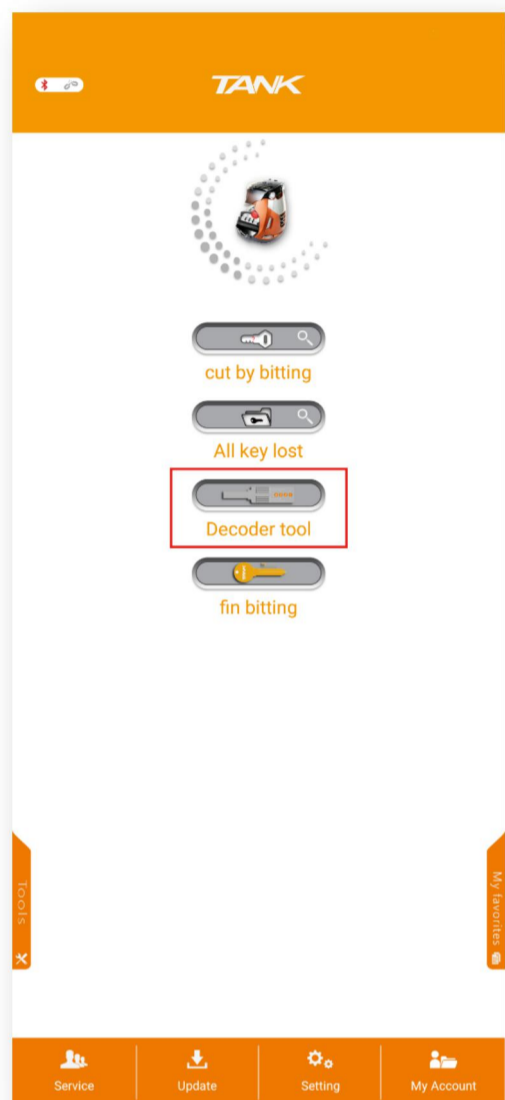 TANK
cut by bitting
All key lost
Decoder tool
fin bitting
Tools
My favorites
Service
Update
Setting
My Account